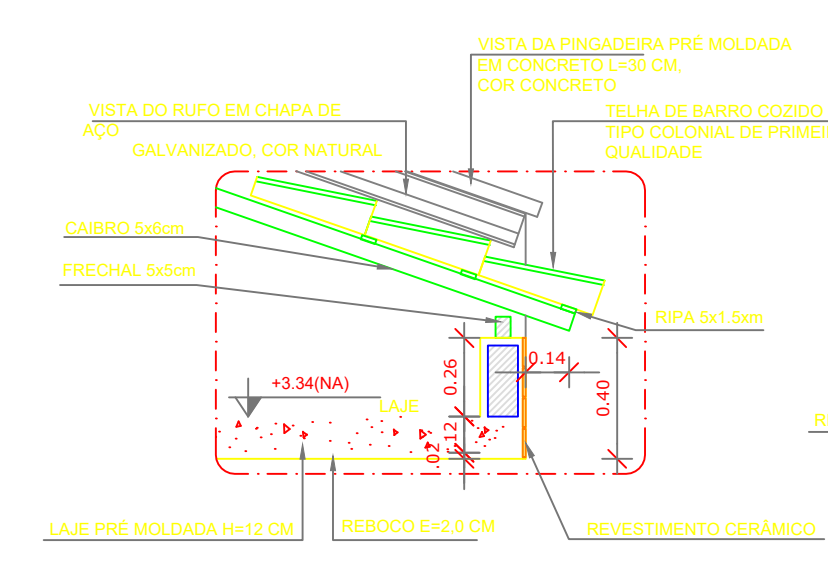 VISTA DA PINGADEIRA PRÉ MOLDADA
EM CONCRETO L=30 CM,
COR CONCRETO
VISTA DO RUFO EM CHAPA DE
AÇO
GALVANIZADO, COR NATURAL
TELHA DE BARRO COZIDO
TIPO COLONIAL DE PRIMEI
QUALIDADE
CAIBRO 5x6cm
FRECHAL 5x5cm
RIPA 5x1.5xm
0.14
0.26
0.40
+3.34(NA)
LAJE
.12
.02
R
LAJE PRÉ MOLDADA H=12 CM
REBOCO E=2,0 CM
REVESTIMENTO CERÂMICO